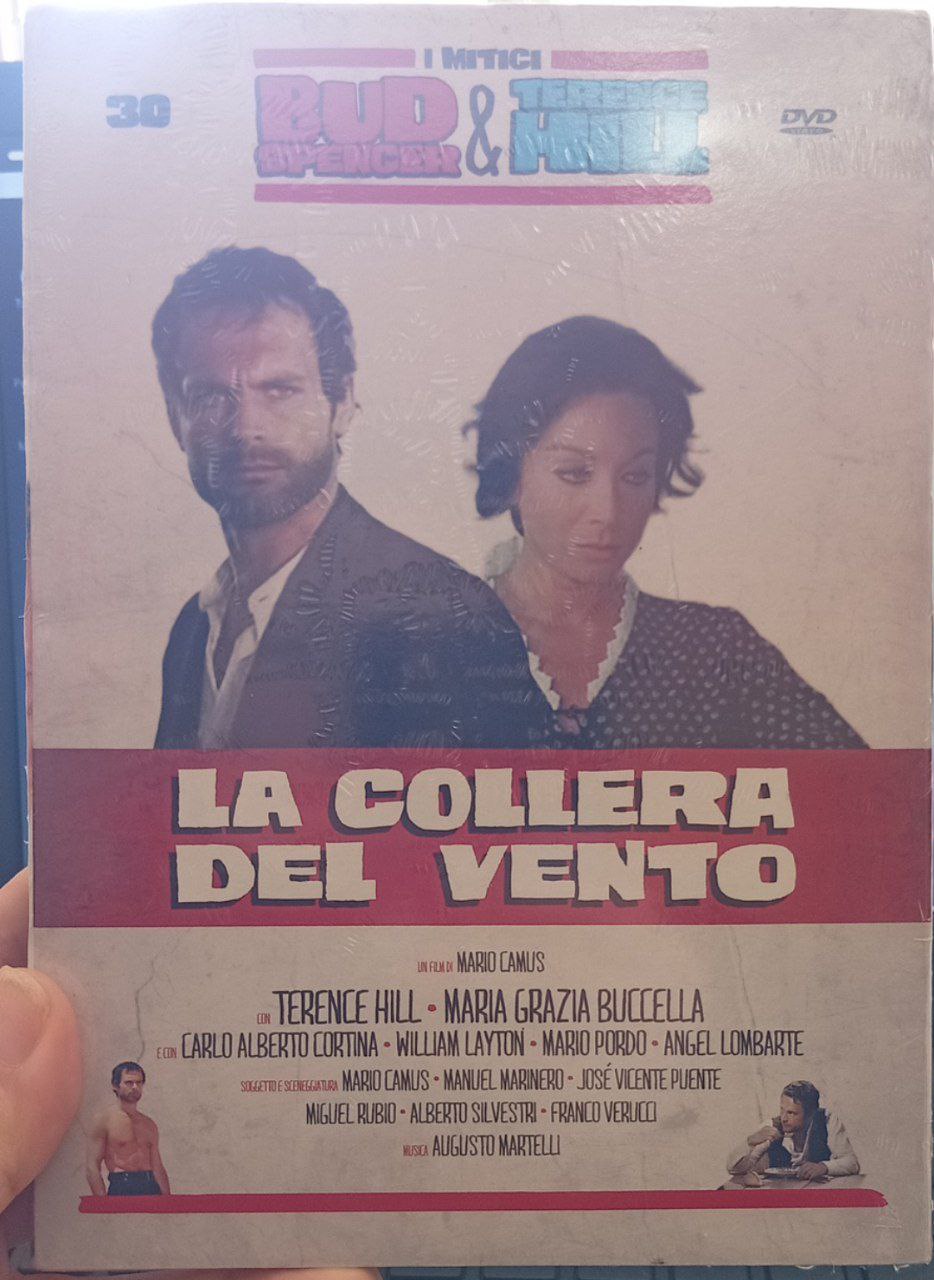 I MITICI
30
BUD SPENCER & TERENCE HILL
DVD
VIDEO
LA COLLERA
DEL VENTO
UN FILM DI MARIO CAMUS
CON TERENCE HILL • MARIA GRAZIA BUCCELLA
E CON CARLO ALBERTO CORTINA • WILLIAM LAYTON • MARIO PORDO • ANGEL LOMBARTE
SOGGETTO E SCENEGGIATURA MARIO CAMUS • MANUEL MARINERO • JOSÉ VICENTE PUENTE
MIGUEL RUBIO • ALBERTO SILVESTRI • FRANCO VERUCCI
MUSICA AUGUSTO MARTELLI